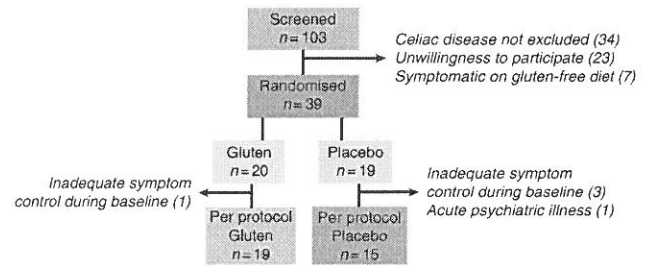 Screened
n= 103
Celiac disease not excluded (34)
Unwillingness to participate (23)
Symptomatic on gluten-free diet (7)
Randomised
n= 39
Gluten
n= 20
Placebo
n= 19
Inadequate symptom
control during baseline (1)
Inadequate symptom
control during baseline (3)
Acute psychiatric illness (1)
Per protocol
Gluten
n= 19
Per protocol
Placebo
n= 15